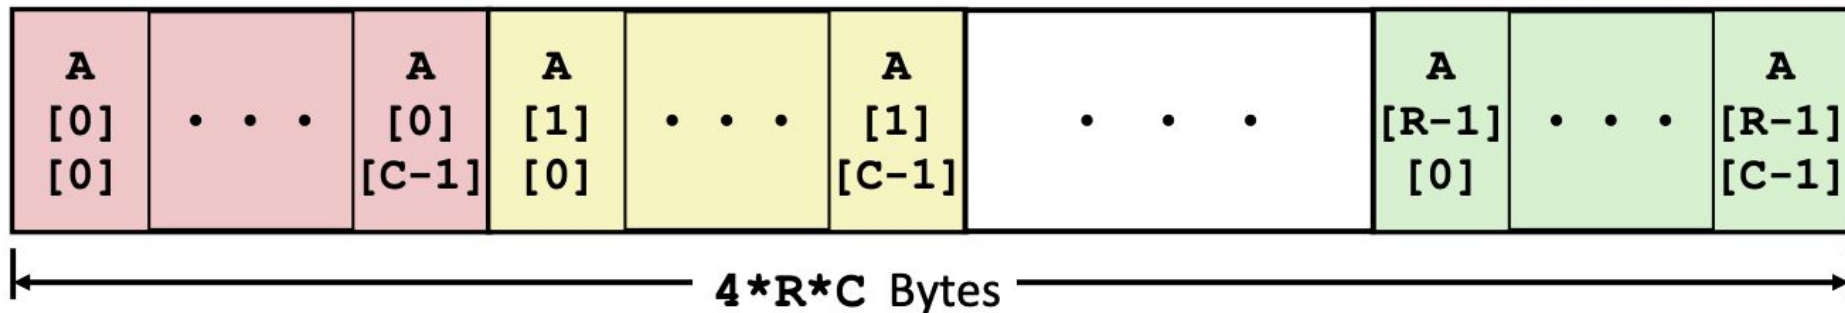 A A A A A A
[0] • • • [0] [1] • • • [1] • • • [R-1] • • • [R-1]
[0] [C-1] [0] [C-1] [0] [C-1]
4*R*C Bytes